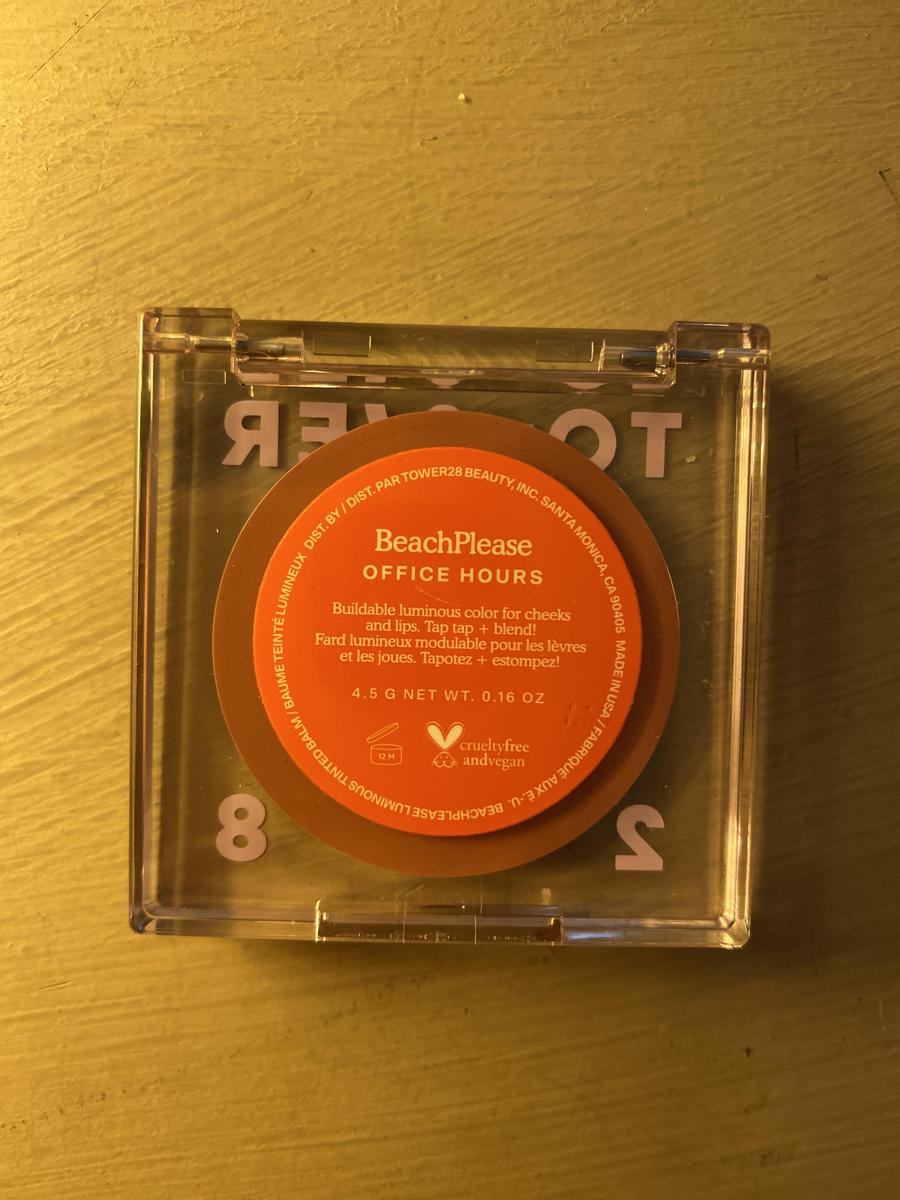 TOWER
DIST. BY / DIST. PAR TOWER28 BEAUTY, INC. SANTA MONICA, CA 90405 MADE IN USA / FABRIQUÉ AUX É.-U. BEACHPLEASE LUMINOUS TINTED BALM / BAUME TEINTÉ LUMINEUX
BeachPlease
OFFICE HOURS
Buildable luminous color for cheeks
and lips. Tap tap + blend!
Fard lumineux modulable pour les lèvres
et les joues. Tapotez + estompez!
4.5 G NET WT. 0.16 OZ
12 M
crueltyfree
andvegan
28